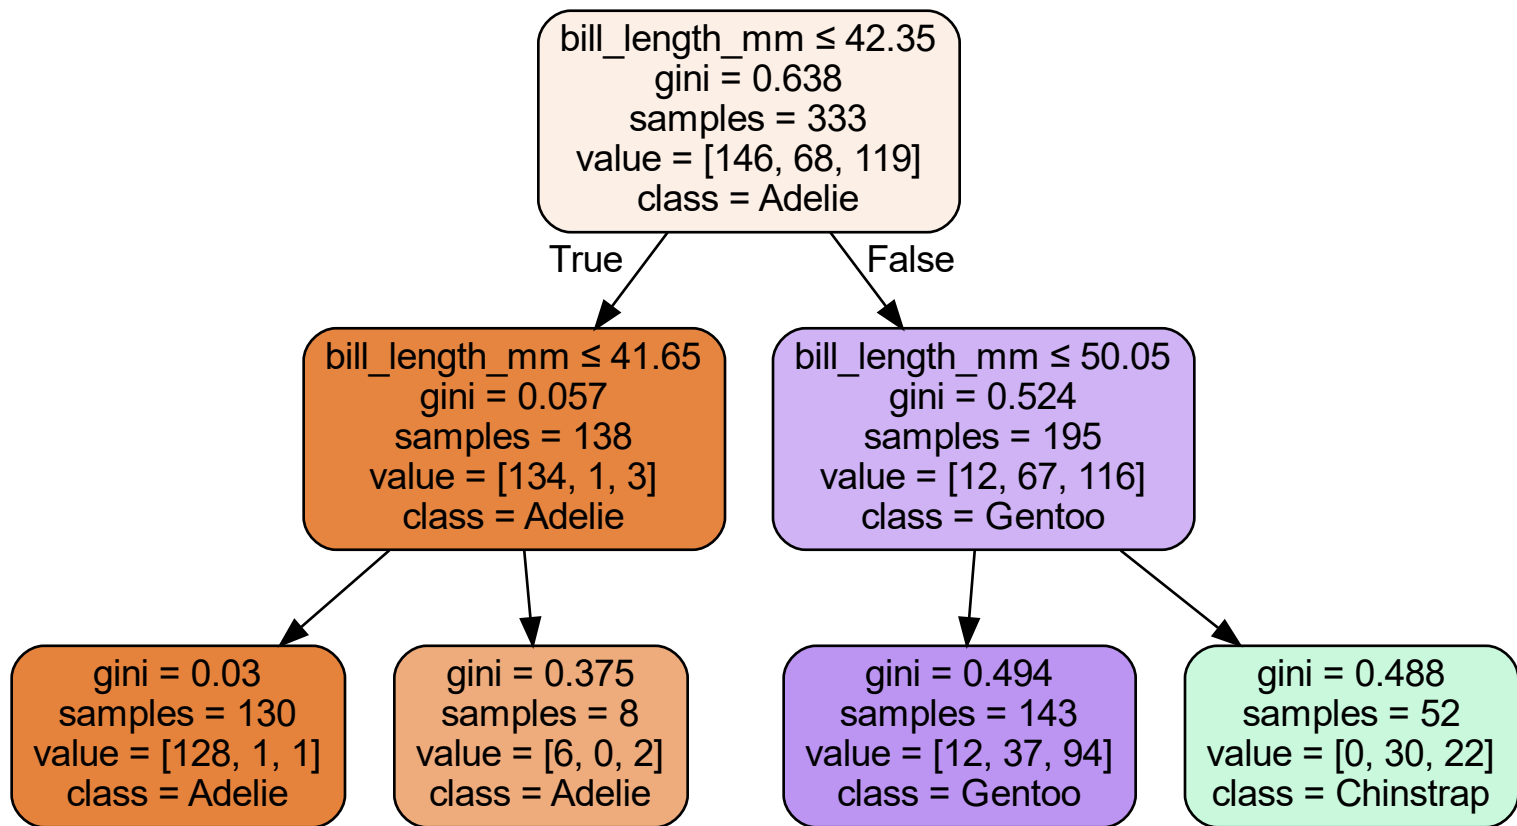 bill_length_mm ≤ 42.35
gini = 0.638
samples = 333
value = [146, 68, 119]
class = Adelie
True
False
bill_length_mm ≤ 41.65
gini = 0.057
samples = 138
value = [134, 1, 3]
class = Adelie
bill_length_mm ≤ 50.05
gini = 0.524
samples = 195
value = [12, 67, 116]
class = Gentoo
gini = 0.03
samples = 130
value = [128, 1, 1]
class = Adelie
gini = 0.375
samples = 8
value = [6, 0, 2]
class = Adelie
gini = 0.494
samples = 143
value = [12, 37, 94]
class = Gentoo
gini = 0.488
samples = 52
value = [0, 30, 22]
class = Chinstrap